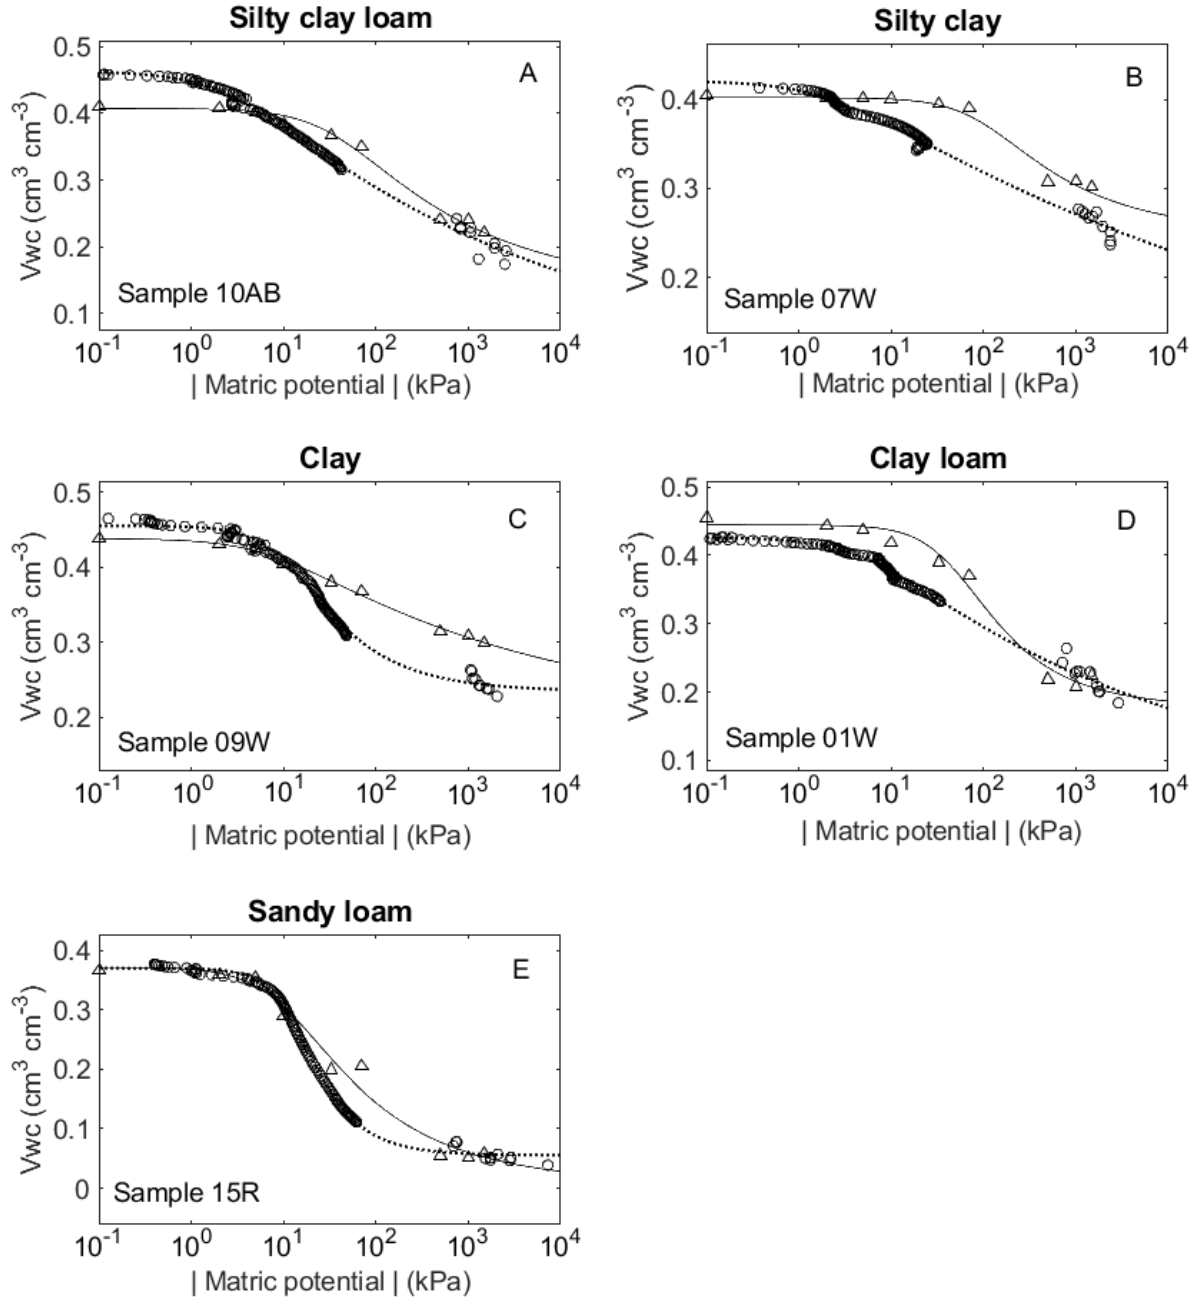 Silty clay loam
A
0.5
0.4
0.3
0.2
0.1
Vwc (cm³ cm⁻³)
Sample 10AB
10⁻¹ 10⁰ 10¹ 10² 10³ 10⁴
| Matric potential | (kPa)
Silty clay
B
0.4
0.3
0.2
Vwc (cm³ cm⁻³)
Sample 07W
10⁻¹ 10⁰ 10¹ 10² 10³ 10⁴
| Matric potential | (kPa)
Clay
C
0.5
0.4
0.3
0.2
Vwc (cm³ cm⁻³)
Sample 09W
10⁻¹ 10⁰ 10¹ 10² 10³ 10⁴
| Matric potential | (kPa)
Clay loam
D
0.5
0.4
0.3
0.2
0.1
Vwc (cm³ cm⁻³)
Sample 01W
10⁻¹ 10⁰ 10¹ 10² 10³ 10⁴
| Matric potential | (kPa)
Sandy loam
E
0.4
0.3
0.2
0.1
0
Vwc (cm³ cm⁻³)
Sample 15R
10⁻¹ 10⁰ 10¹ 10² 10³ 10⁴
| Matric potential | (kPa)